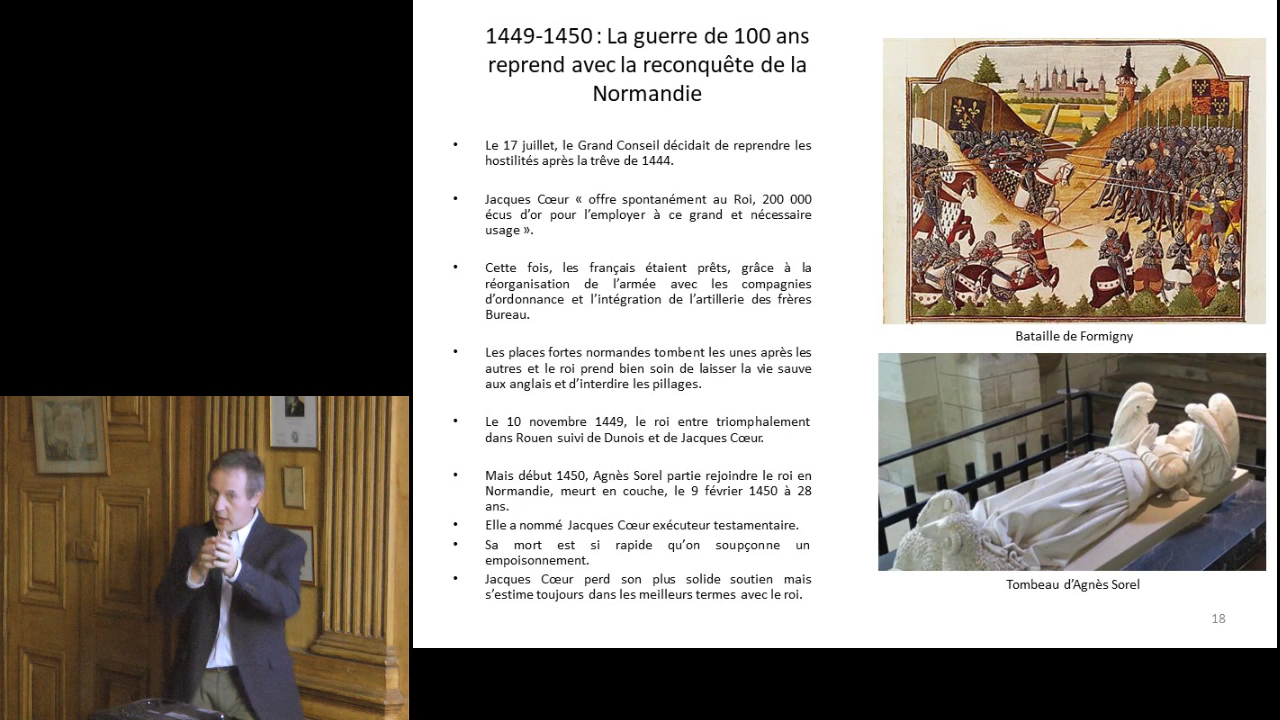 1449-1450 : La guerre de 100 ans
reprend avec la reconquête de la
Normandie
• Le 17 juillet, le Grand Conseil décidait de reprendre les
hostilités après la trêve de 1444.
• Jacques Cœur « offre spontanément au Roi, 200 000
écus d’or pour l’employer à ce grand et nécessaire
usage ».
• Cette fois, les français étaient prêts, grâce à la
réorganisation de l’armée avec les compagnies
d’ordonnance et l’intégration de l’artillerie des frères
Bureau.
• Les places fortes normandes tombent les unes après les
autres et le roi prend bien soin de laisser la vie sauve
aux anglais et d’interdire les pillages.
• Le 10 novembre 1449, le roi entre triomphalement
dans Rouen suivi de Dunois et de Jacques Cœur.
• Mais début 1450, Agnès Sorel partie rejoindre le roi en
Normandie, meurt en couche, le 9 février 1450 à 28
ans.
• Elle a nommé Jacques Cœur exécuteur testamentaire.
• Sa mort est si rapide qu’on soupçonne un
empoisonnement.
• Jacques Cœur perd son plus solide soutien mais
s’estime toujours dans les meilleurs termes avec le roi.
Bataille de Formigny
Tombeau d’Agnès Sorel
18